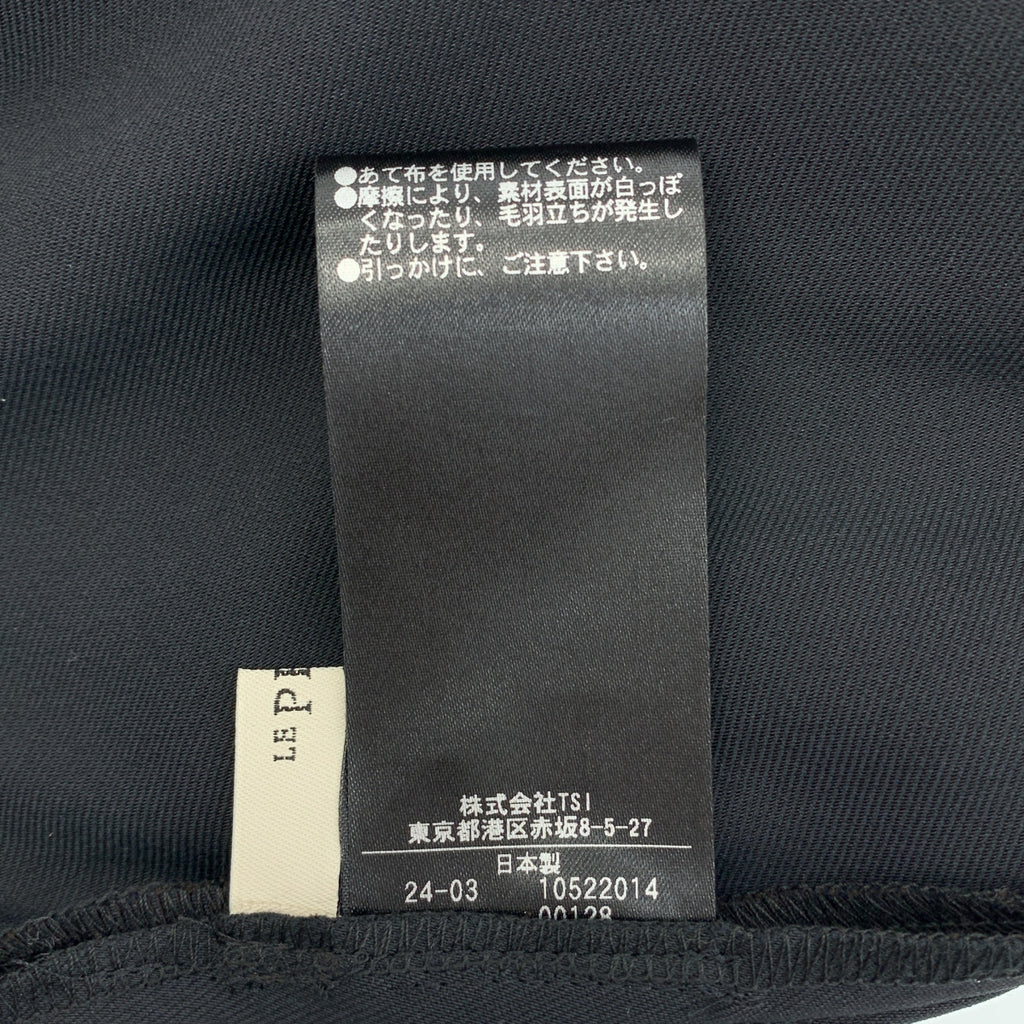 ●あて布を使用してください。
●摩擦により、素材表面が白っぽ
くなったり、毛羽立ちが発生し
たりします。
●引っかけに、ご注意下さい。
LE P
株式会社TSI
東京都港区赤坂8-5-27
日本製
24-03 10522014
00128